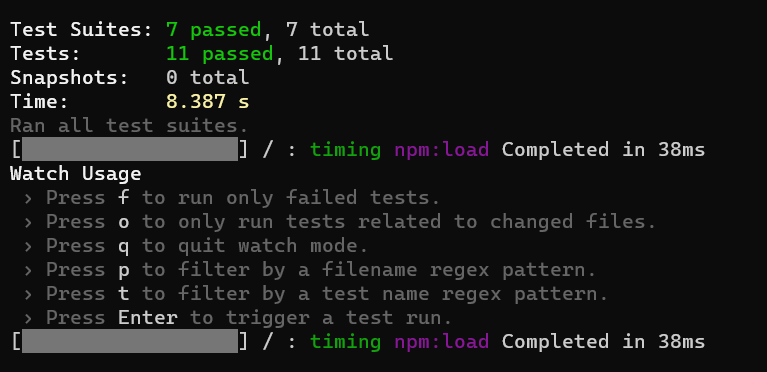 Test Suites: 7 passed, 7 total
Tests:       11 passed, 11 total
Snapshots:   0 total
Time:        8.387 s
Ran all test suites.
[                  ] / : timing npm:load Completed in 38ms
Watch Usage
 › Press f to run only failed tests.
 › Press o to only run tests related to changed files.
 › Press q to quit watch mode.
 › Press p to filter by a filename regex pattern.
 › Press t to filter by a test name regex pattern.
 › Press Enter to trigger a test run.
[                  ] / : timing npm:load Completed in 38ms